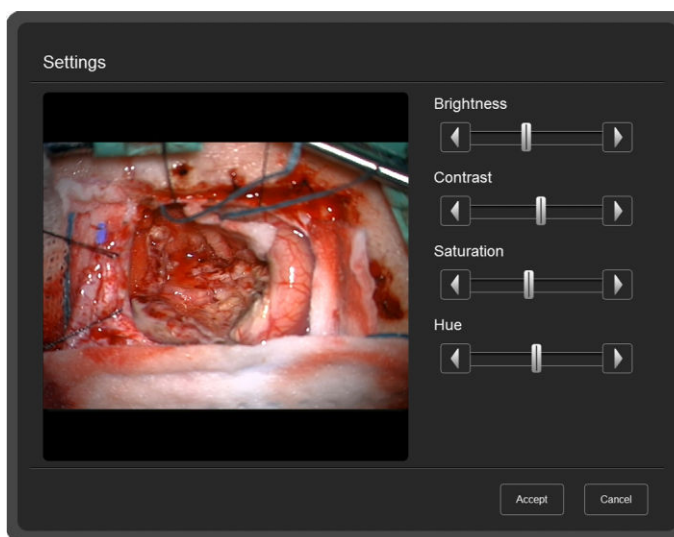 Settings
Brightness
Contrast
Saturation
Hue
Accept
Cancel